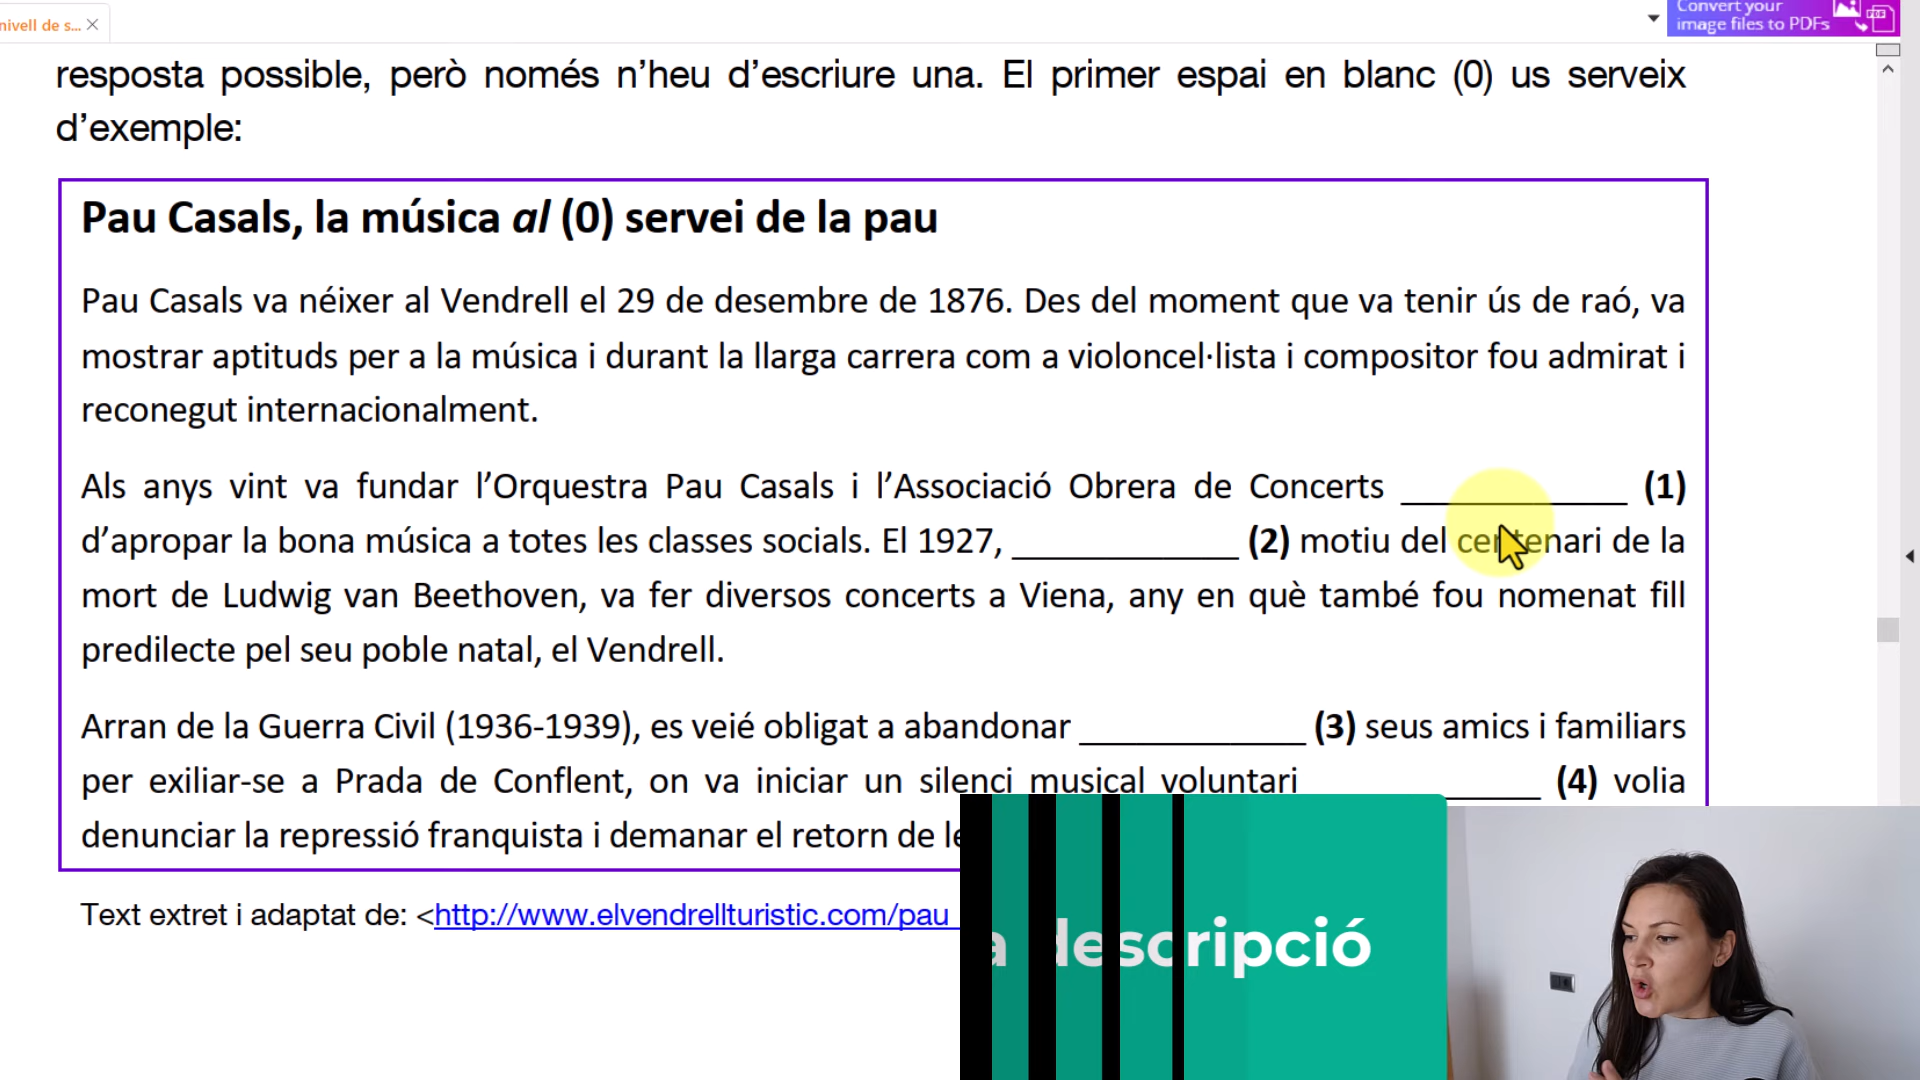 nivell de s...
Convert your
image files to PDFs
PDF
resposta possible, però només n’heu d’escriure una. El primer espai en blanc (0) us serveix
d’exemple:
Pau Casals, la música al (0) servei de la pau
Pau Casals va néixer al Vendrell el 29 de desembre de 1876. Des del moment que va tenir ús de raó, va
mostrar aptituds per a la música i durant la llarga carrera com a violoncel·lista i compositor fou admirat i
reconegut internacionalment.
Als anys vint va fundar l’Orquestra Pau Casals i l’Associació Obrera de Concerts ____________ (1)
d’apropar la bona música a totes les classes socials. El 1927, ____________ (2) motiu del centenari de la
mort de Ludwig van Beethoven, va fer diversos concerts a Viena, any en què també fou nomenat fill
predilecte pel seu poble natal, el Vendrell.
Arran de la Guerra Civil (1936-1939), es veié obligat a abandonar ____________ (3) seus amics i familiars
per exiliar-se a Prada de Conflent, on va iniciar un silenci musical voluntari ____________ (4) volia
denunciar la repressió franquista i demanar el retorn de
Text extret i adaptat de: <http://www.elvendrellturistic.com/pau_
a descripció